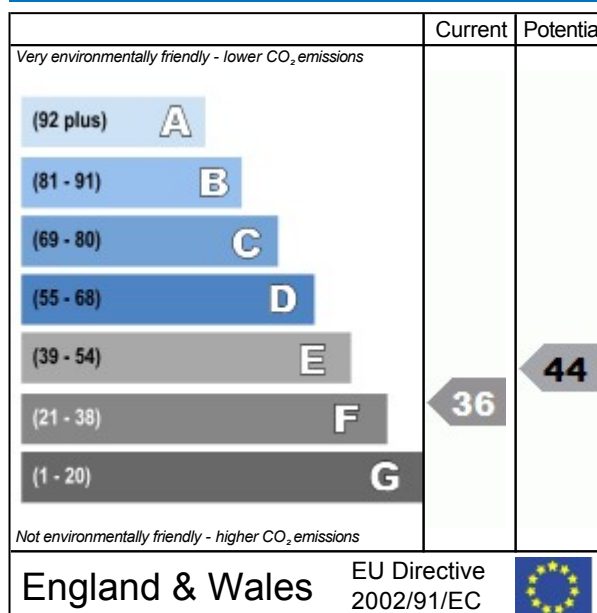 Current Potentia
Very environmentally friendly - lower CO₂ emissions
(92 plus) A
(81 - 91) B
(69 - 80) C
(55 - 68) D
(39 - 54) E
44
(21 - 38) F
36
(1 - 20) G
Not environmentally friendly - higher CO₂ emissions
England & Wales
EU Directive
2002/91/EC